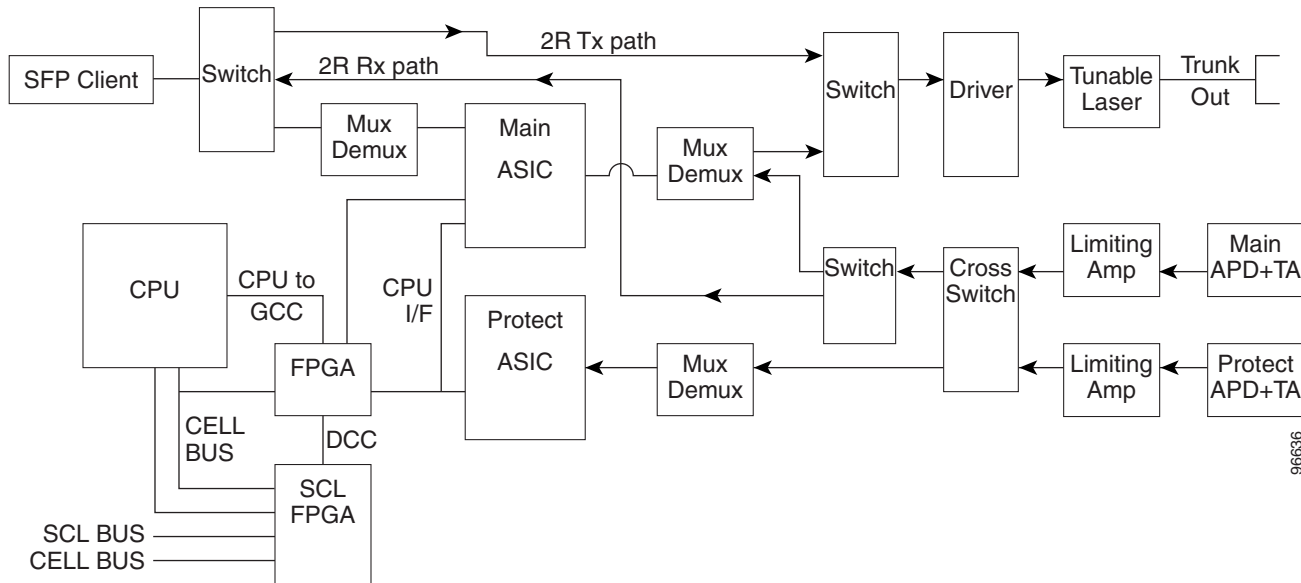 2R Tx path
SFP Client
Switch
2R Rx path
Switch
Driver
Tunable
Laser
Trunk
Out
Mux
Demux
Main
ASIC
Mux
Demux
CPU
CPU to
GCC
CPU
I/F
Switch
Cross
Switch
Limiting
Amp
Main
APD+TA
Protect
ASIC
FPGA
Mux
Demux
Limiting
Amp
Protect
APD+TA
CELL
BUS
DCC
SCL
FPGA
SCL BUS
CELL BUS
96636